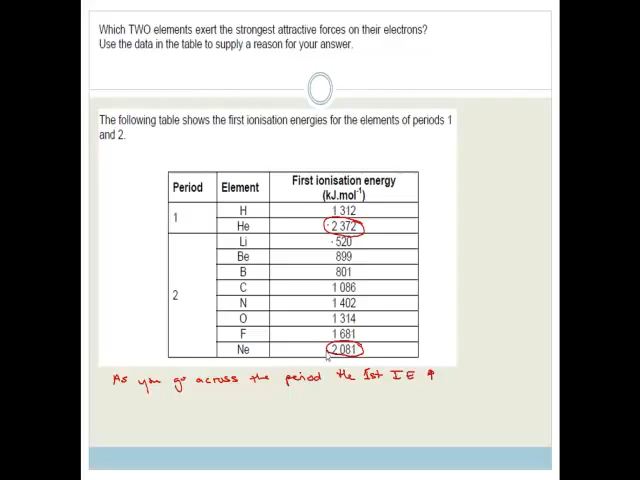 Which TWO elements exert the strongest attractive forces on their electrons?
Use the data in the table to supply a reason for your answer.
The following table shows the first ionisation energies for the elements of periods 1
and 2.
Period Element First ionisation energy
(kJ.mol⁻¹)
1 H 1 312
He 2 372
2 Li 520
Be 899
B 801
C 1 086
N 1 402
O 1 314
F 1 681
Ne 2 081
As you go across the period the 1st I E ↑